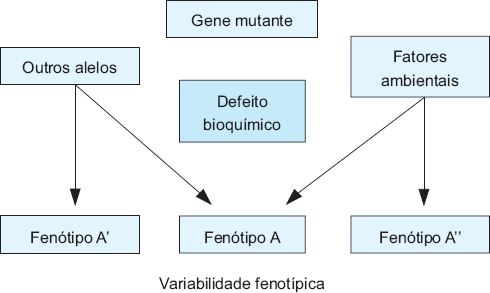 Gene mutante
Outros alelos
Fatores
ambientais
Defeito
bioquímico
Fenótipo A’
Fenótipo A
Fenótipo A’’
Variabilidade fenotípica